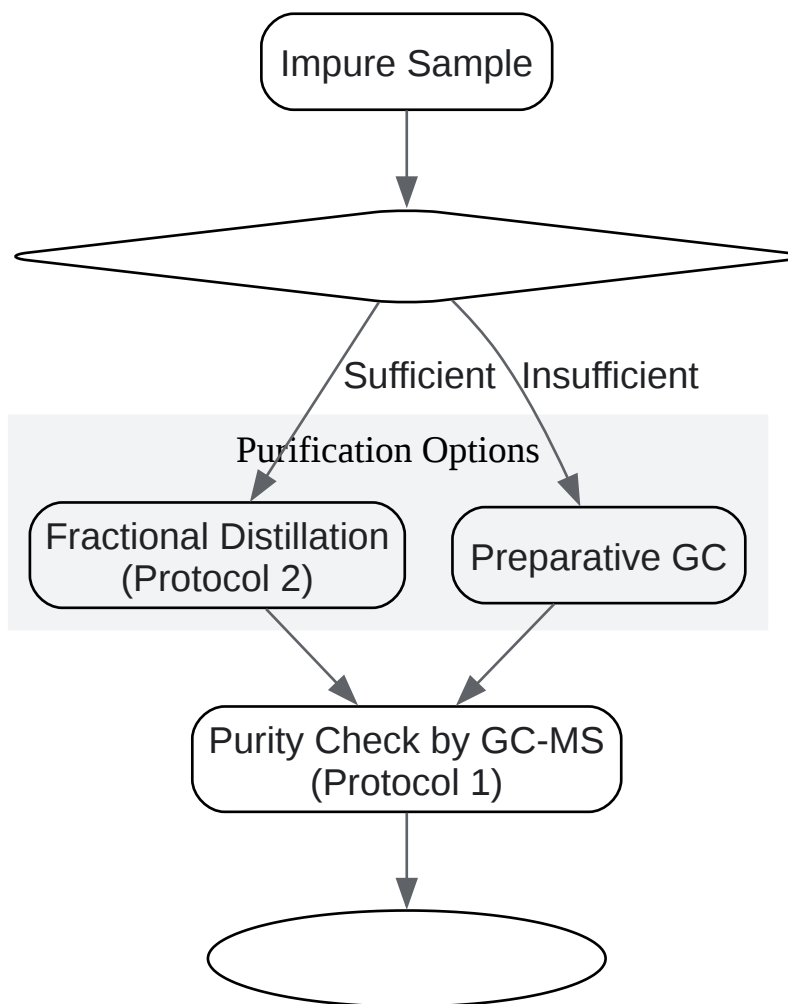 Impure Sample
Sufficient
Insufficient
Purification Options
Fractional Distillation
(Protocol 2)
Preparative GC
Purity Check by GC-MS
(Protocol 1)